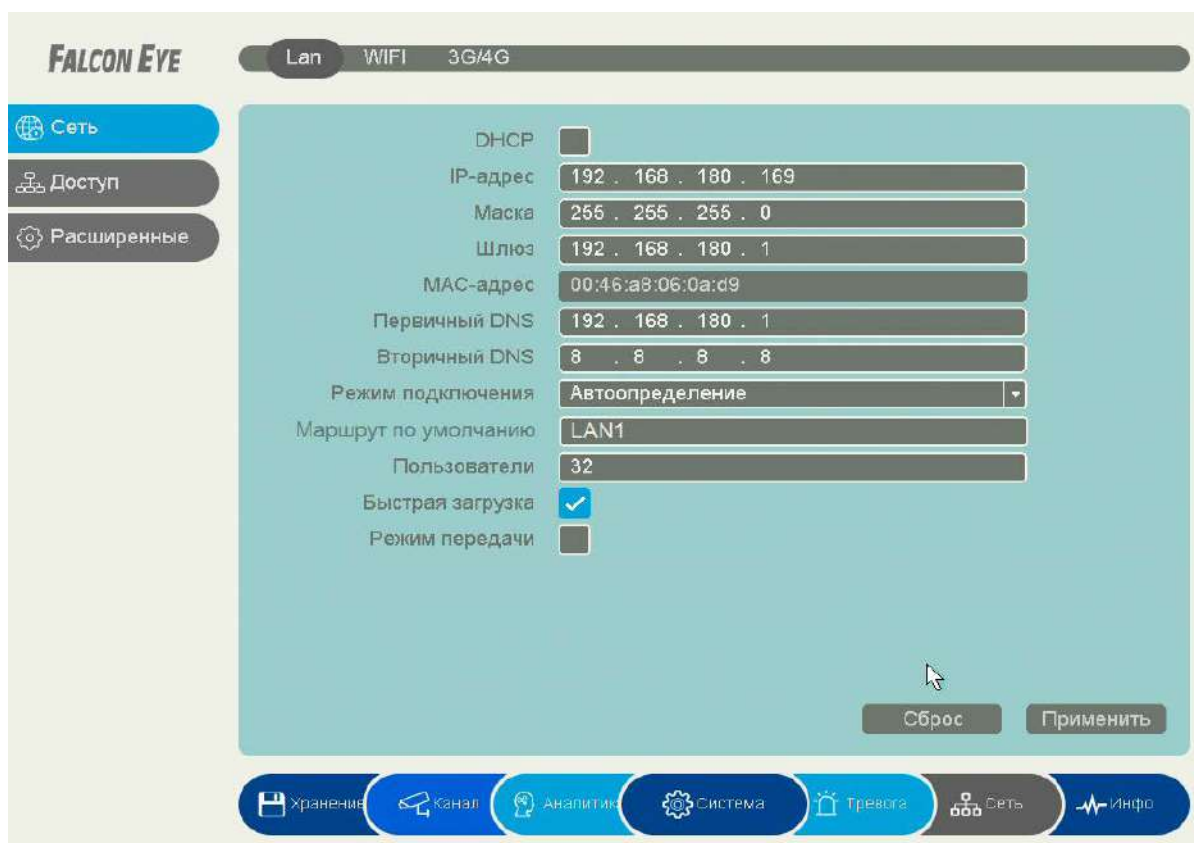 FALCON EYE
Lan WIFI 3G/4G
Сеть
Доступ
Расширенные
DHCP
IP-адрес 192 . 168 . 180 . 169
Маска 255 . 255 . 255 . 0
Шлюз 192 . 168 . 180 . 1
MAC-адрес 00:46:a8:06:0a:d9
Первичный DNS 192 . 168 . 180 . 1
Вторичный DNS 8 . 8 . 8 . 8
Режим подключения Автоопределение
Маршрут по умолчанию LAN1
Пользователи 32
Быстрая загрузка
Режим передачи
Сброс Применить
Хранение Канал Аналитик Система Тревога Сеть Инфо